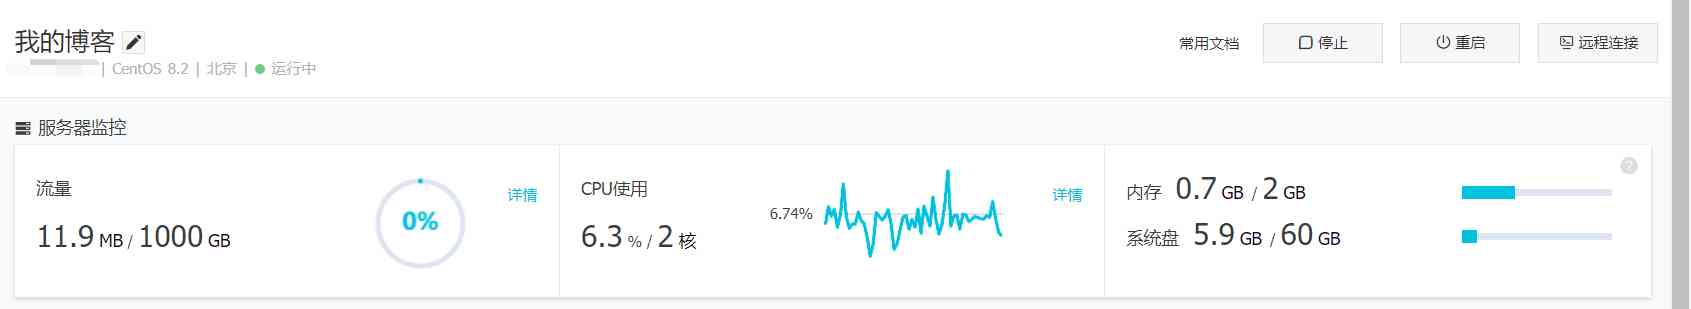 我的博客
常用文档 停止 重启 远程连接
| CentOS 8.2 | 北京 | 运行中
服务器监控
流量
11.9 MB / 1000 GB
0%
详情
CPU使用
6.3 % / 2 核
6.74%
详情
?
内存 0.7 GB / 2 GB
系统盘 5.9 GB / 60 GB